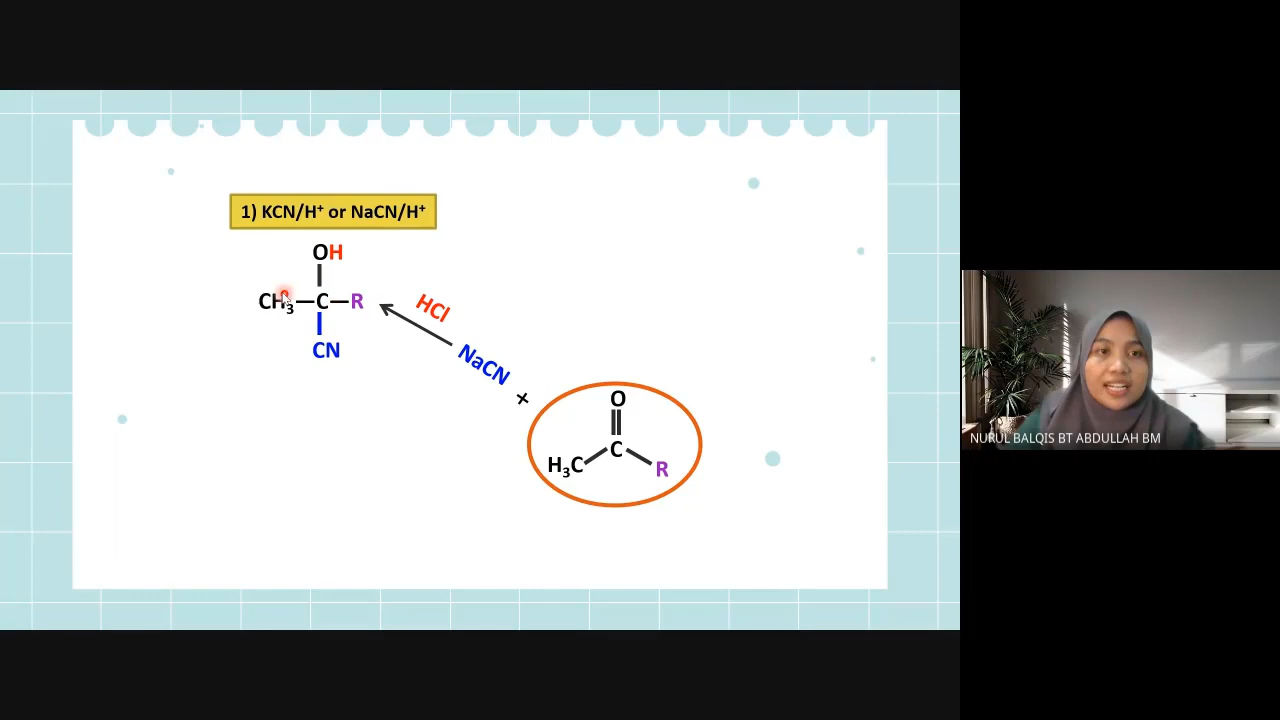 1) KCN/H⁺ or NaCN/H⁺
OH
CH₃—C—R
CN
HCl
NaCN
+
O
C
H₃C
R
NURUL BALQIS BT ABDULLAH BM